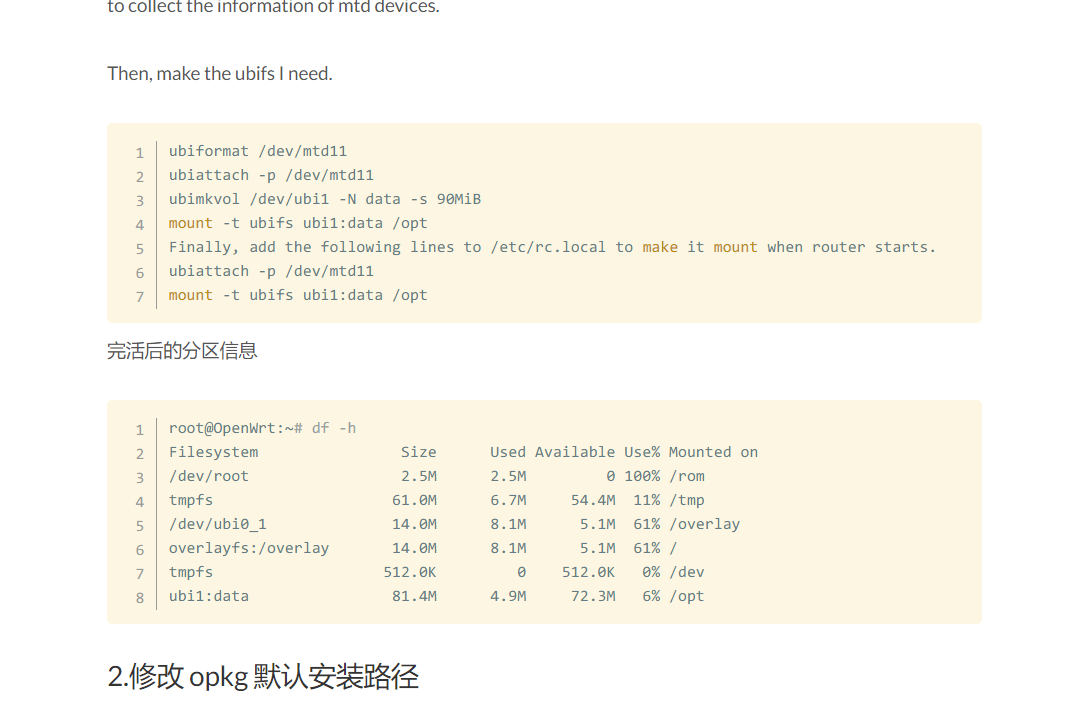 to collect the information of mtd devices.
Then, make the ubifs I need.
1 ubiformat /dev/mtd11
2 ubiattach -p /dev/mtd11
3 ubimkvol /dev/ubi1 -N data -s 90MiB
4 mount -t ubifs ubi1:data /opt
5 Finally, add the following lines to /etc/rc.local to make it mount when router starts.
6 ubiattach -p /dev/mtd11
7 mount -t ubifs ubi1:data /opt
完活后的分区信息
1 root@OpenWrt:~# df -h
2 Filesystem                Size      Used Available Use% Mounted on
3 /dev/root                 2.5M      2.5M         0 100% /rom
4 tmpfs                    61.0M      6.7M     54.4M  11% /tmp
5 /dev/ubi0_1              14.0M      8.1M      5.1M  61% /overlay
6 overlayfs:/overlay       14.0M      8.1M      5.1M  61% /
7 tmpfs                   512.0K         0    512.0K   0% /dev
8 ubi1:data                81.4M      4.9M     72.3M   6% /opt
2.修改 opkg 默认安装路径